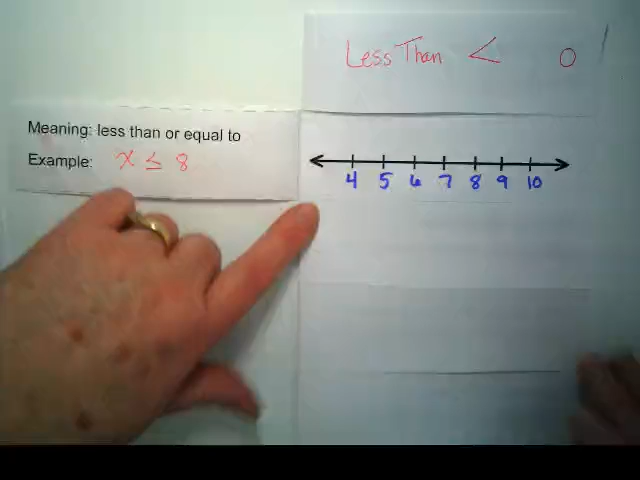 Less Than < o
Meaning: less than or equal to
Example: x ≤ 8
4 5 6 7 8 9 10